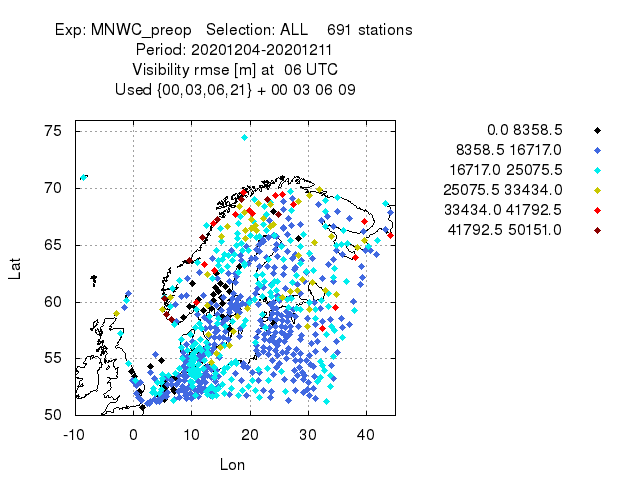 Exp: MNWC_preop Selection: ALL 691 stations
Period: 20201204-20201211
Visibility rmse [m] at 06 UTC
Used {00,03,06,21} + 00 03 06 09
0.0 8358.5
8358.5 16717.0
16717.0 25075.5
25075.5 33434.0
33434.0 41792.5
41792.5 50151.0
Lat
75
70
65
60
55
50
-10 0 10 20 30 40
Lon